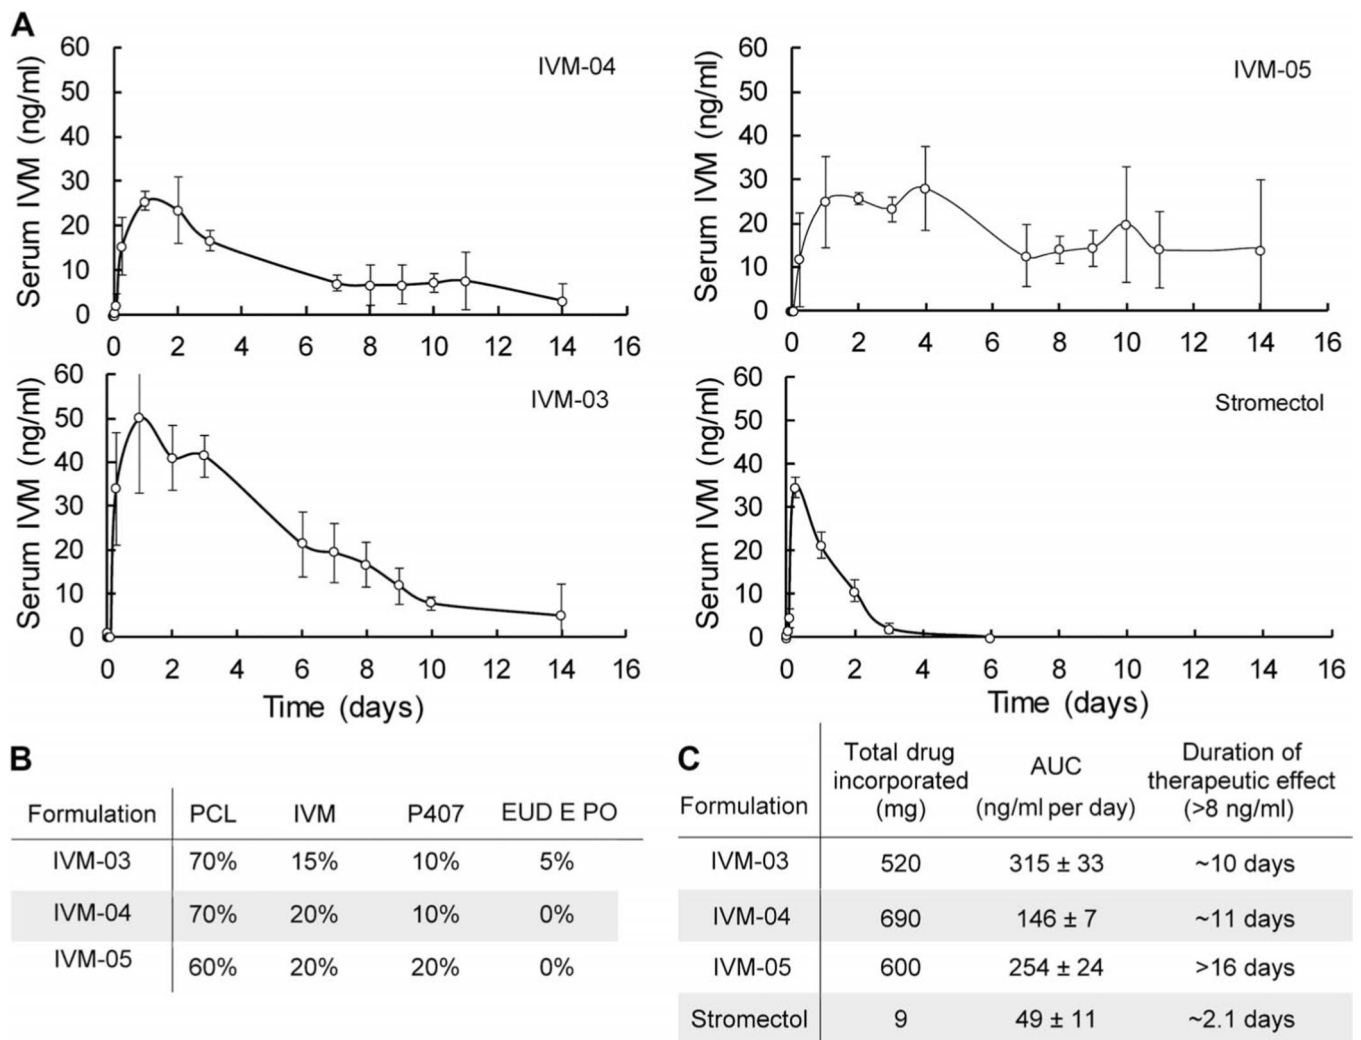 A
IVM-04
Serum IVM (ng/ml)
60
50
40
30
20
10
0
0 2 4 6 8 10 12 14 16
IVM-05
Serum IVM (ng/ml)
60
50
40
30
20
10
0
0 2 4 6 8 10 12 14 16
IVM-03
Serum IVM (ng/ml)
60
50
40
30
20
10
0
0 2 4 6 8 10 12 14 16
Time (days)
Stromectol
Serum IVM (ng/ml)
60
50
40
30
20
10
0
0 2 4 6 8 10 12 14 16
Time (days)
B
Formulation PCL IVM P407 EUD E PO
IVM-03 70% 15% 10% 5%
IVM-04 70% 20% 10% 0%
IVM-05 60% 20% 20% 0%
C
Formulation
Total drug
incorporated
(mg)
AUC
(ng/ml per day)
Duration of
therapeutic effect
(>8 ng/ml)
IVM-03 520 315 ± 33 ~10 days
IVM-04 690 146 ± 7 ~11 days
IVM-05 600 254 ± 24 >16 days
Stromectol 9 49 ± 11 ~2.1 days